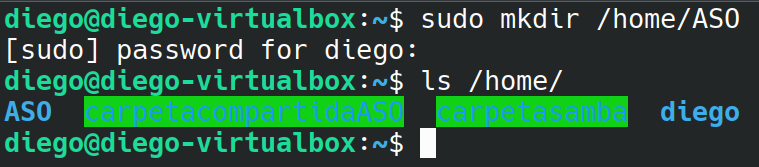 diego@diego-virtualbox:~$ sudo mkdir /home/ASO
[sudo] password for diego:
diego@diego-virtualbox:~$ ls /home/
ASO  carpetacompartidaASO  carpetasamba  diego
diego@diego-virtualbox:~$